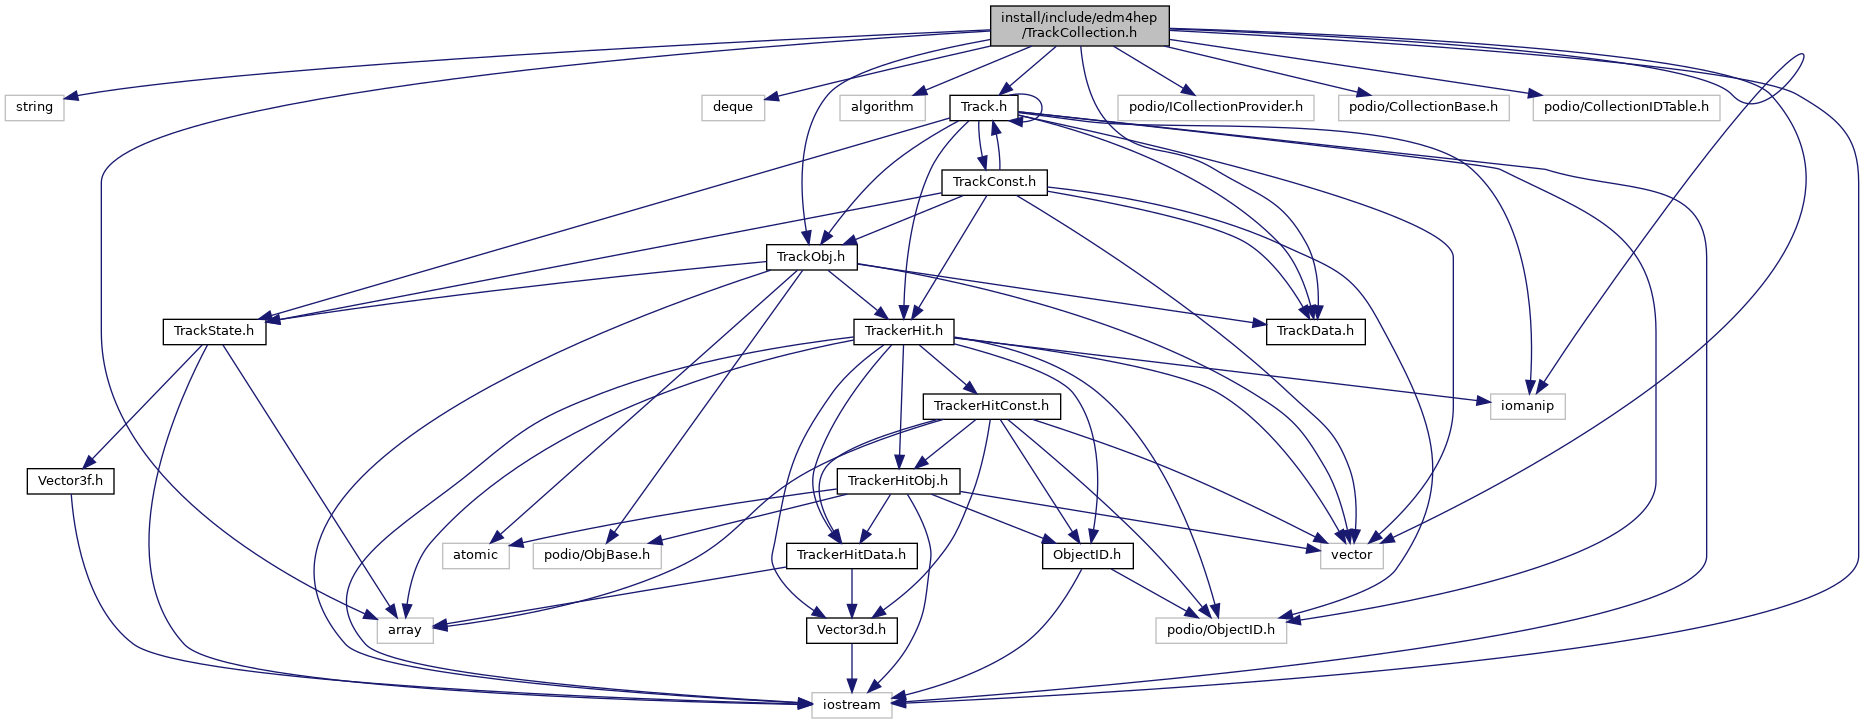 install/include/edm4hep
/TrackCollection.h
string
deque
algorithm
Track.h
podio/ICollectionProvider.h
podio/CollectionBase.h
podio/CollectionIDTable.h
TrackConst.h
TrackObj.h
TrackState.h
TrackerHit.h
TrackData.h
TrackerHitConst.h
iomanip
Vector3f.h
TrackerHitObj.h
atomic
podio/ObjBase.h
TrackerHitData.h
ObjectID.h
vector
array
Vector3d.h
podio/ObjectID.h
iostream